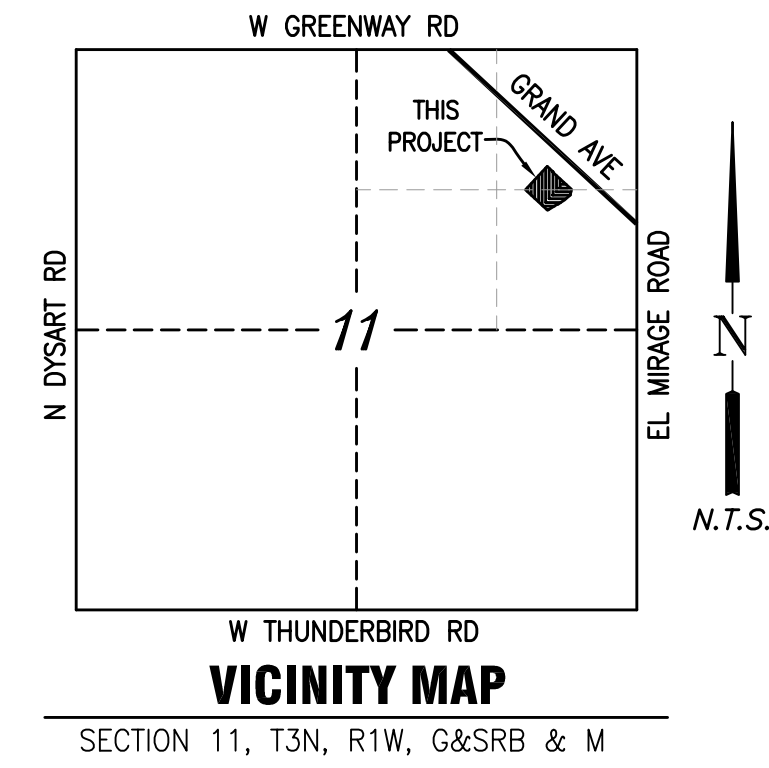 W GREENWAY RD
GRAND AVE
THIS
PROJECT
N DYSART RD
11
EL MIRAGE ROAD
N
N.T.S.
W THUNDERBIRD RD
VICINITY MAP
SECTION 11, T3N, R1W, G&SRB & M